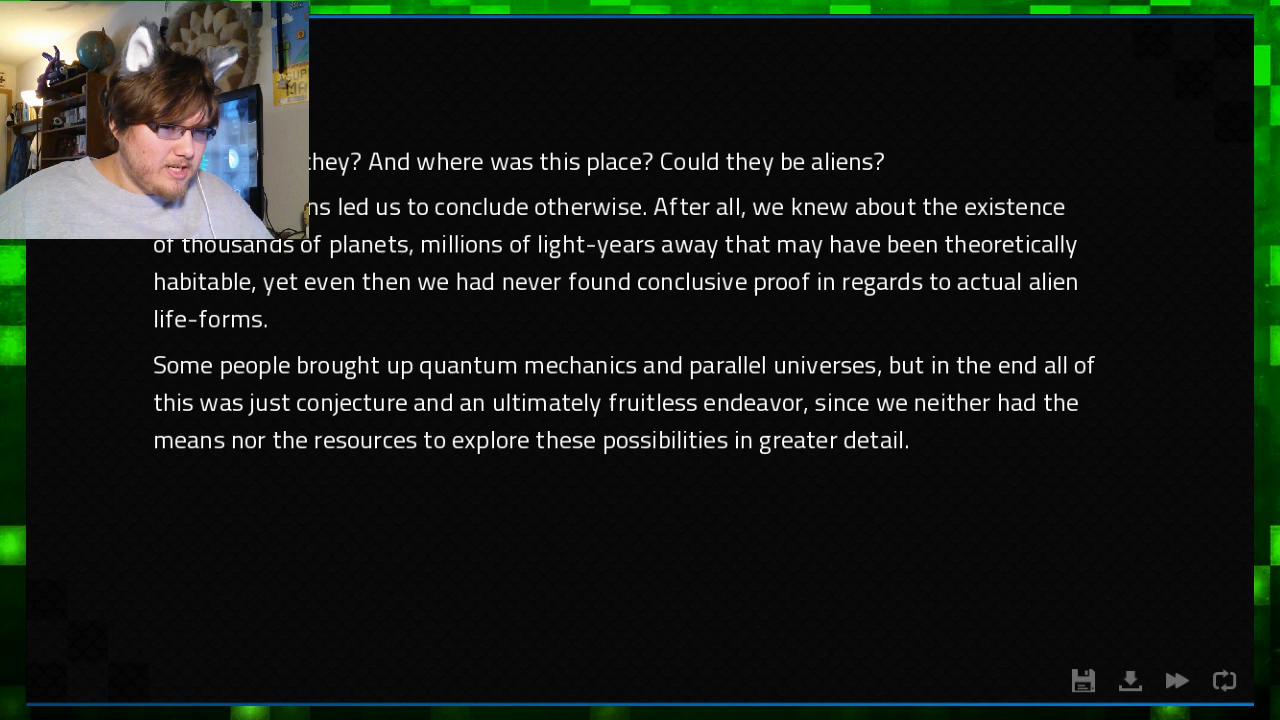 they? And where was this place? Could they be aliens?
led us to conclude otherwise. After all, we knew about the existence
of thousands of planets, millions of light-years away that may have been theoretically
habitable, yet even then we had never found conclusive proof in regards to actual alien
life-forms.
Some people brought up quantum mechanics and parallel universes, but in the end all of
this was just conjecture and an ultimately fruitless endeavor, since we neither had the
means nor the resources to explore these possibilities in greater detail.